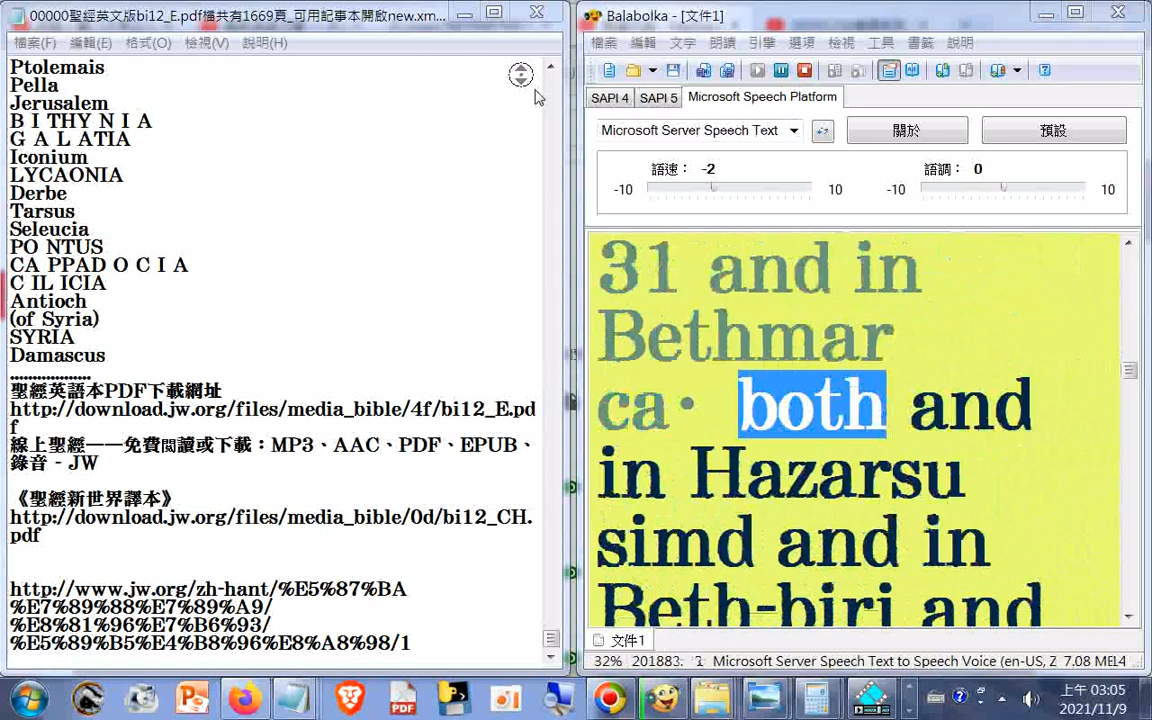 00000聖經英文版bi12_E.pdf檔共有1669頁_可用記事本開啟new.xm...
檔案(F) 編輯(E) 格式(O) 檢視(V) 說明(H)
Ptolemais
Pella
Jerusalem
B I THY N I A
G A L ATIA
Iconium
LYCAONIA
Derbe
Tarsus
Seleucia
PO NTUS
CA PPAD O C I A
C IL ICIA
Antioch
(of Syria)
SYRIA
Damascus
..................
聖經英語本PDF下載網址
http://download.jw.org/files/media_bible/4f/bi12_E.pd
f
線上聖經——免費閱讀或下載：MP3、AAC、PDF、EPUB、
錄音 - JW
《聖經新世界譯本》
http://download.jw.org/files/media_bible/0d/bi12_CH.
pdf
http://www.jw.org/zh-hant/%E5%87%BA
%E7%89%88%E7%89%A9/
%E8%81%96%E7%B6%93/
%E5%89%B5%E4%B8%96%E8%A8%98/1
Balabolka - [文件1]
檔案 編輯 文字 朗讀 引擎 選項 檢視 工具 書籤 說明
SAPI 4 SAPI 5 Microsoft Speech Platform
Microsoft Server Speech Text 關於 預設
語速： -2 語調： 0
-10 10 -10 10
31 and in
Bethmar
ca· both and
in Hazarsu
simd and in
Beth-biri and
文件1
32% 201883: 1 Microsoft Server Speech Text to Speech Voice (en-US, Z 7.08 ME14
上午 03:05
2021/11/9